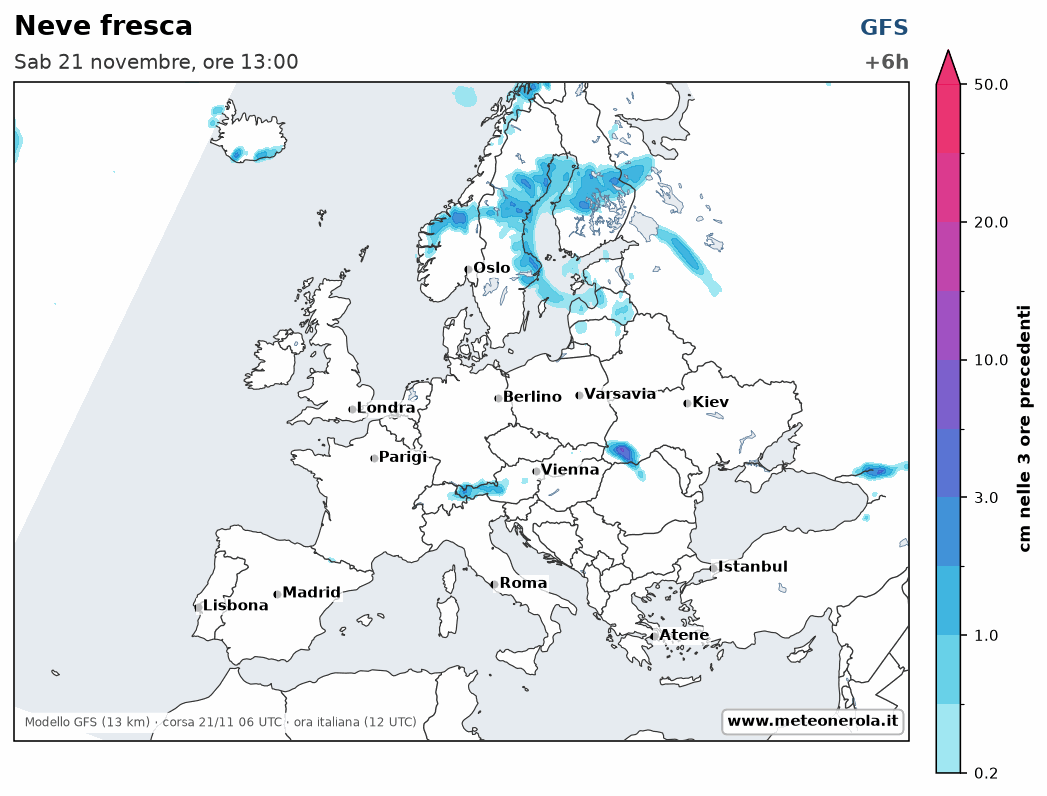 Neve fresca
GFS
Sab 21 novembre, ore 13:00
+6h
50.0
20.0
10.0
3.0
1.0
0.2
cm nelle 3 ore precedenti
Oslo
Berlino
Varsavia
Kiev
Londra
Parigi
Vienna
Istanbul
Roma
Madrid
Lisbona
Atene
Modello GFS (13 km) · corsa 21/11 06 UTC · ora italiana (12 UTC)
www.meteonerola.it